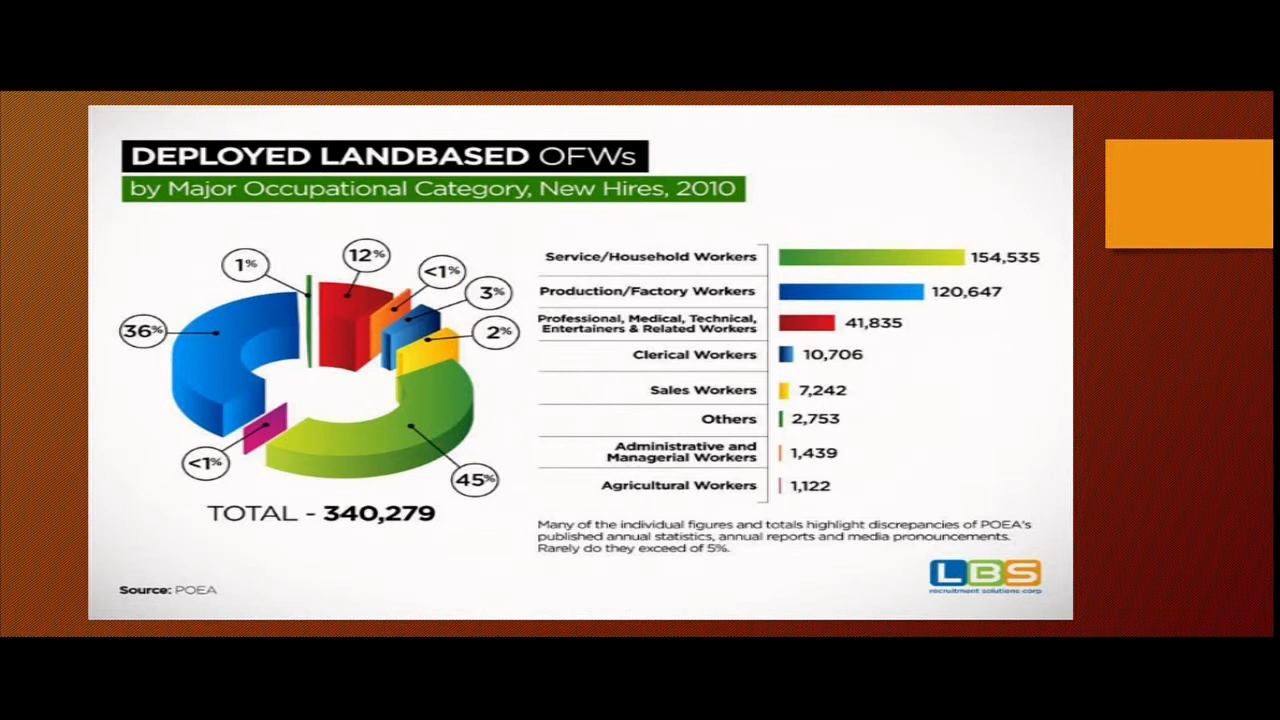 DEPLOYED LANDBASED OFWs
by Major Occupational Category, New Hires, 2010
1%
12%
<1%
3%
2%
36%
<1%
45%
TOTAL - 340,279
Service/Household Workers 154,535
Production/Factory Workers 120,647
Professional, Medical, Technical,
Entertainers & Related Workers 41,835
Clerical Workers 10,706
Sales Workers 7,242
Others 2,753
Administrative and
Managerial Workers 1,439
Agricultural Workers 1,122
Many of the individual figures and totals highlight discrepancies of POEA's
published annual statistics, annual reports and media pronouncements.
Rarely do they exceed of 5%.
Source: POEA
LBS
recruitment solutions corp